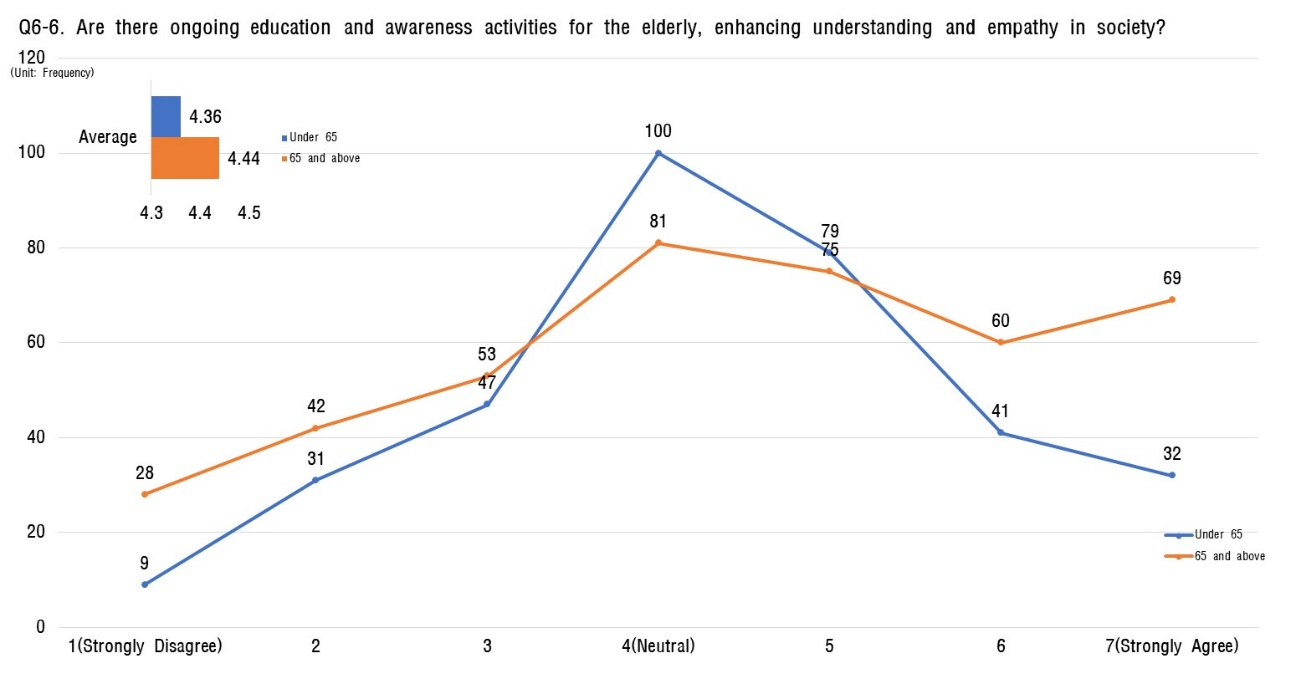 Q6-6. Are there ongoing education and awareness activities for the elderly, enhancing understanding and empathy in society?
120
(Unit: Frequency)
4.36
Average
Under 65
4.44
65 and above
4.3 4.4 4.5
100
100
81
80
79
75
69
60
60
53
47
42
41
40
31
32
28
20
9
Under 65
65 and above
0
1(Strongly Disagree) 2 3 4(Neutral) 5 6 7(Strongly Agree)